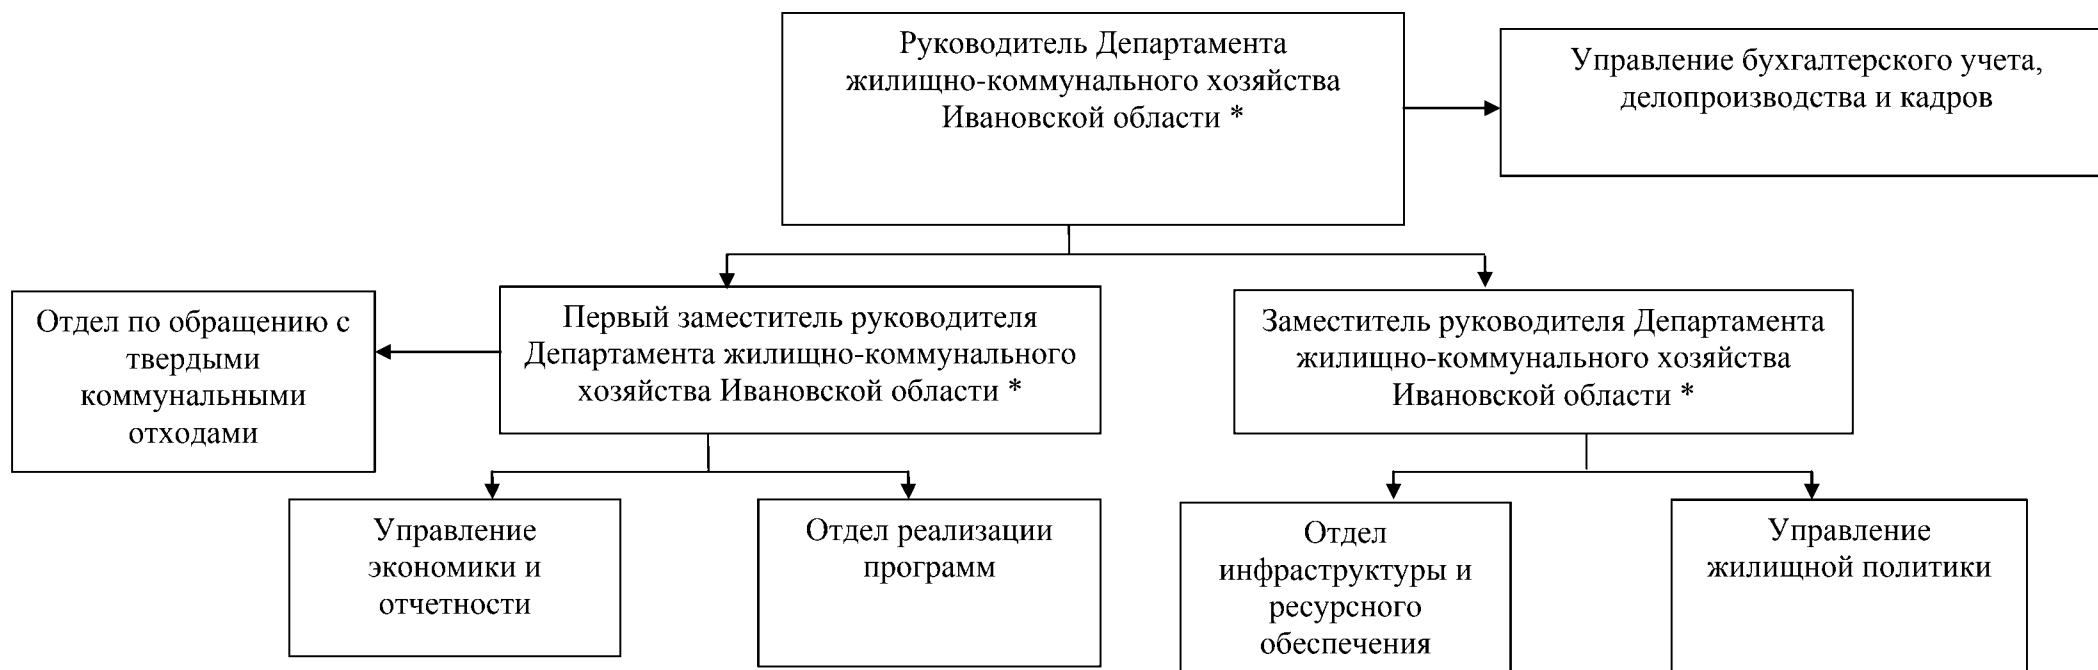 Руководитель Департамента
жилищно-коммунального хозяйства
Ивановской области *
Управление бухгалтерского учета,
делопроизводства и кадров
Отдел по обращению с
твердыми
коммунальными
отходами
Первый заместитель руководителя
Департамента жилищно-коммунального
хозяйства Ивановской области *
Заместитель руководителя Департамента
жилищно-коммунального хозяйства
Ивановской области *
Управление
экономики и
отчетности
Отдел реализации
программ
Отдел
инфраструктуры и
ресурсного
обеспечения
Управление
жилищной политики